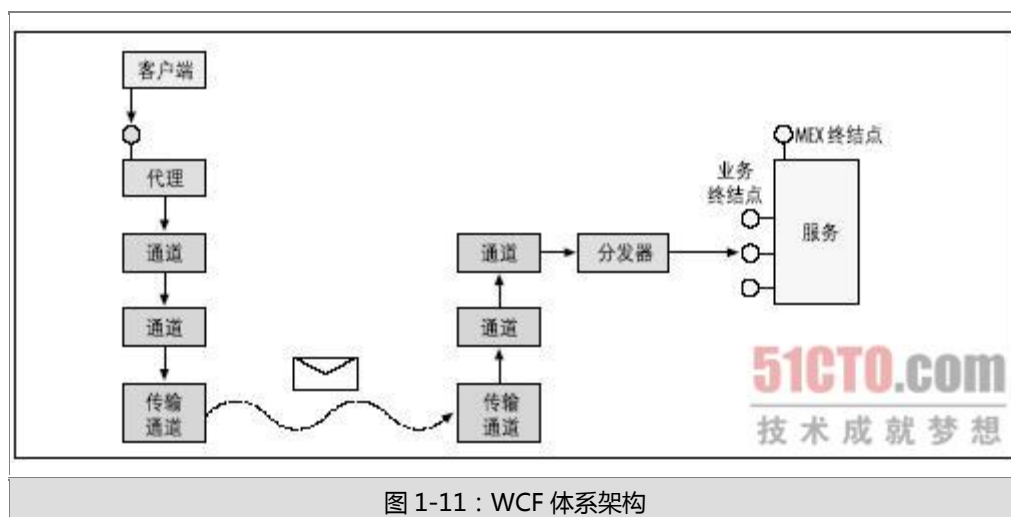 客户端
代理
通道
通道
传输
通道
传输
通道
通道
通道
分发器
业务
终结点
MEX 终结点
服务
51CTO.com
技术成就梦想
图 1-11：WCF 体系架构